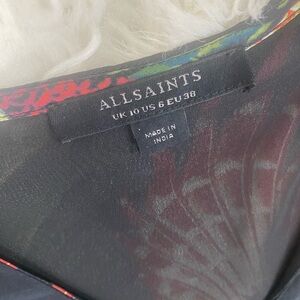 ALLSAINTS
UK 10 US 6 EU 38
MADE IN
INDIA